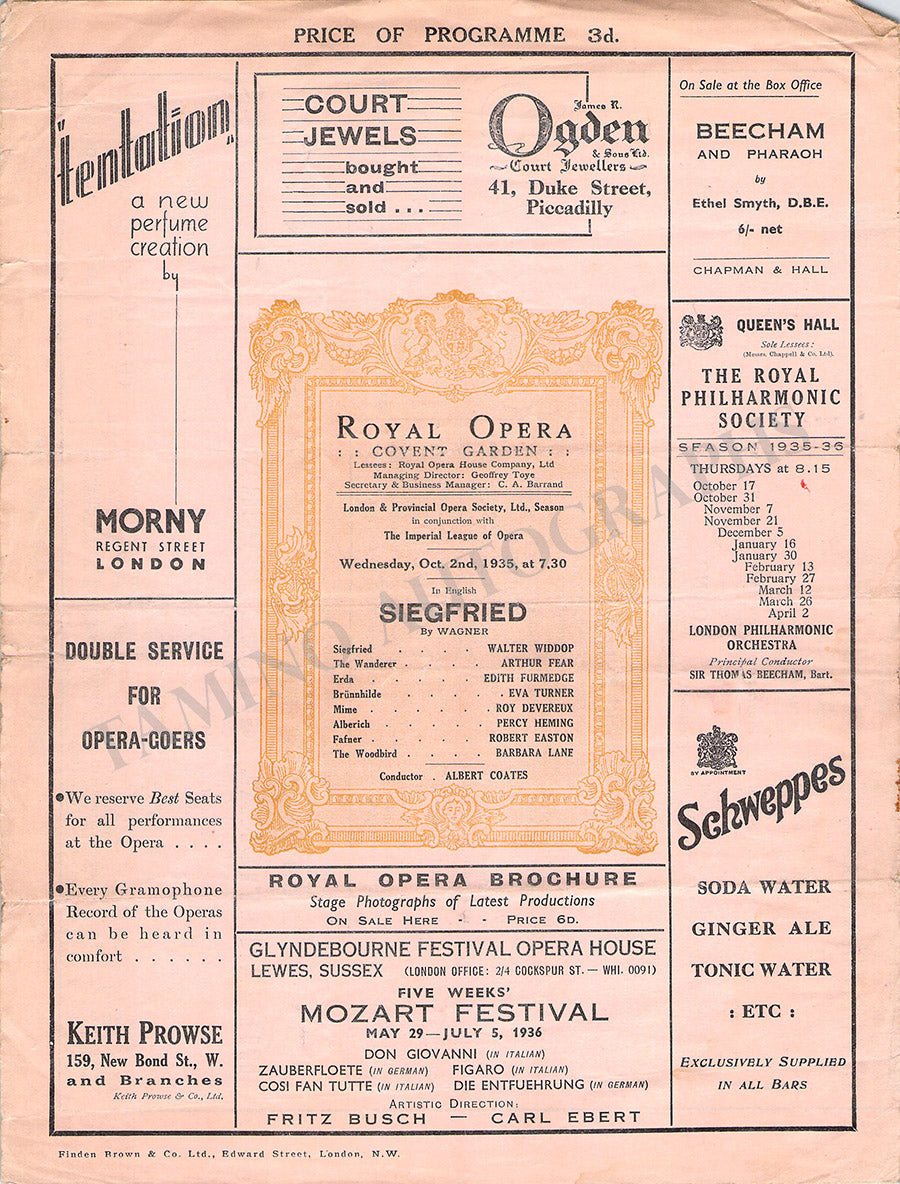 PRICE OF PROGRAMME 3d.
"tentation"
a new
perfume
creation
by
MORNY
REGENT STREET
LONDON
DOUBLE SERVICE
FOR
OPERA-GOERS
●We reserve Best Seats
for all performances
at the Opera . . . .
●Every Gramophone
Record of the Operas
can be heard in
comfort . . . . . .
KEITH PROWSE
159, New Bond St., W.
and Branches
Keith Prowse & Co., Ltd.
COURT
JEWELS
bought
and
sold . . .
James R.
Ogden
& Sons Ltd.
Court Jewellers
41, Duke Street,
Piccadilly
ROYAL OPERA
: : COVENT GARDEN : :
Lessees: Royal Opera House Company, Ltd
Managing Director: Geoffrey Toye
Secretary & Business Manager: C. A. Barrand
London & Provincial Opera Society, Ltd., Season
in conjunction with
The Imperial League of Opera
Wednesday, Oct. 2nd, 1935, at 7.30
In English
SIEGFRIED
By WAGNER
Siegfried . . . . . WALTER WIDDOP
The Wanderer . . . . . ARTHUR FEAR
Erda . . . . . . EDITH FURMEDGE
Brünnhilde . . . . . EVA TURNER
Mime . . . . . . . ROY DEVEREUX
Alberich . . . . . PERCY HEMING
Fafner . . . . . . ROBERT EASTON
The Woodbird . . . . BARBARA LANE
Conductor . ALBERT COATES
ROYAL OPERA BROCHURE
Stage Photographs of Latest Productions
ON SALE HERE - - PRICE 6D.
GLYNDEBOURNE FESTIVAL OPERA HOUSE
LEWES, SUSSEX (LONDON OFFICE: 2/4 COCKSPUR ST. — WHI. 0091)
FIVE WEEKS'
MOZART FESTIVAL
MAY 29—JULY 5, 1936
DON GIOVANNI (IN ITALIAN)
ZAUBERFLOETE (IN GERMAN) FIGARO (IN ITALIAN)
COSI FAN TUTTE (IN ITALIAN) DIE ENTFUEHRUNG (IN GERMAN)
ARTISTIC DIRECTION:
FRITZ BUSCH — CARL EBERT
On Sale at the Box Office
BEECHAM
AND PHARAOH
by
Ethel Smyth, D.B.E.
6/- net
CHAPMAN & HALL
QUEEN'S HALL
Sole Lessees:
(Messrs. Chappell & Co. Ltd).
THE ROYAL
PHILHARMONIC
SOCIETY
SEASON 1935-36
THURSDAYS at 8.15
October 17
October 31
November 7
November 21
December 5
January 16
January 30
February 13
February 27
March 12
March 26
April 2
LONDON PHILHARMONIC
ORCHESTRA
Principal Conductor
SIR THOMAS BEECHAM, Bart.
BY APPOINTMENT
Schweppes
SODA WATER
GINGER ALE
TONIC WATER
: ETC :
EXCLUSIVELY SUPPLIED
IN ALL BARS
Finden Brown & Co. Ltd., Edward Street, London, N.W.
TAMINO AUTOGRAPHS